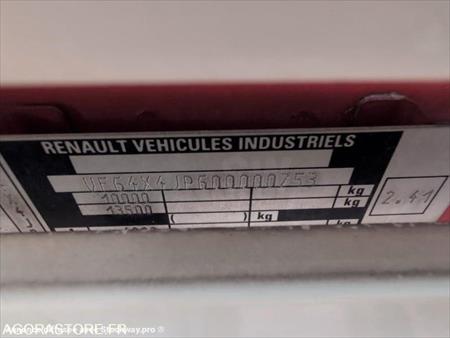 RENAULT VEHICULES INDUSTRIELS
VF64X4JP600000753
10000 kg
13500 ( ) kg
kg
2.41
AGORASTORE.FR